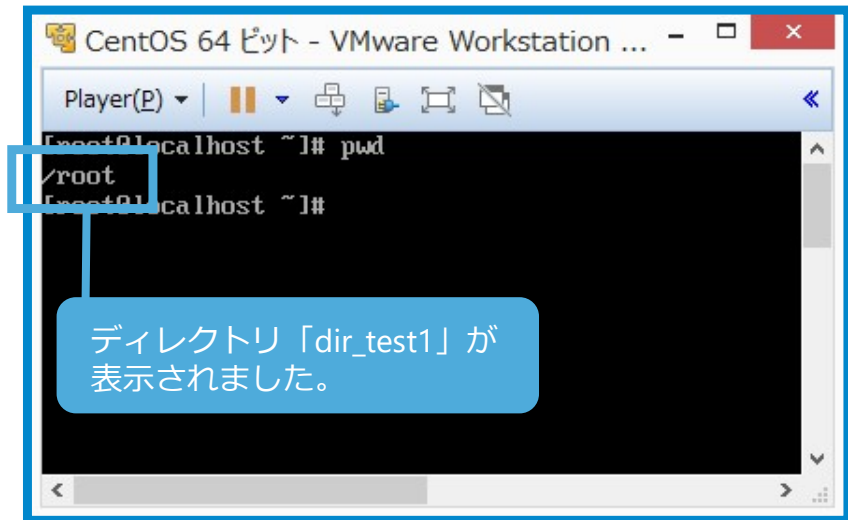 CentOS 64 ビット - VMware Workstation ...
Player(P)
[root@localhost ~]# pwd
/root
[root@localhost ~]#
ディレクトリ「dir_test1」が
表示されました。